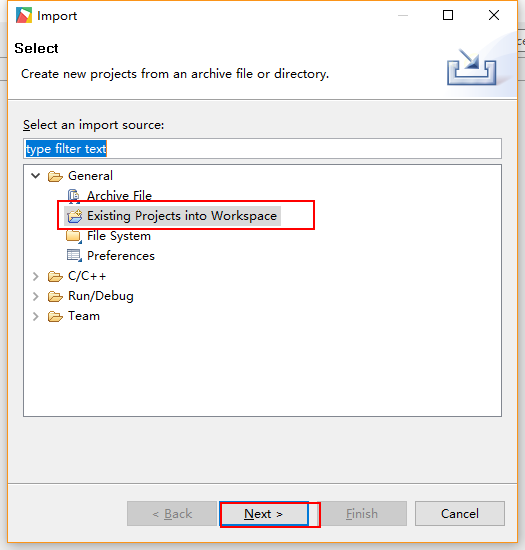 Import
Select
Create new projects from an archive file or directory.
Select an import source:
type filter text
General
Archive File
Existing Projects into Workspace
File System
Preferences
C/C++
Run/Debug
Team
< Back
Next >
Finish
Cancel